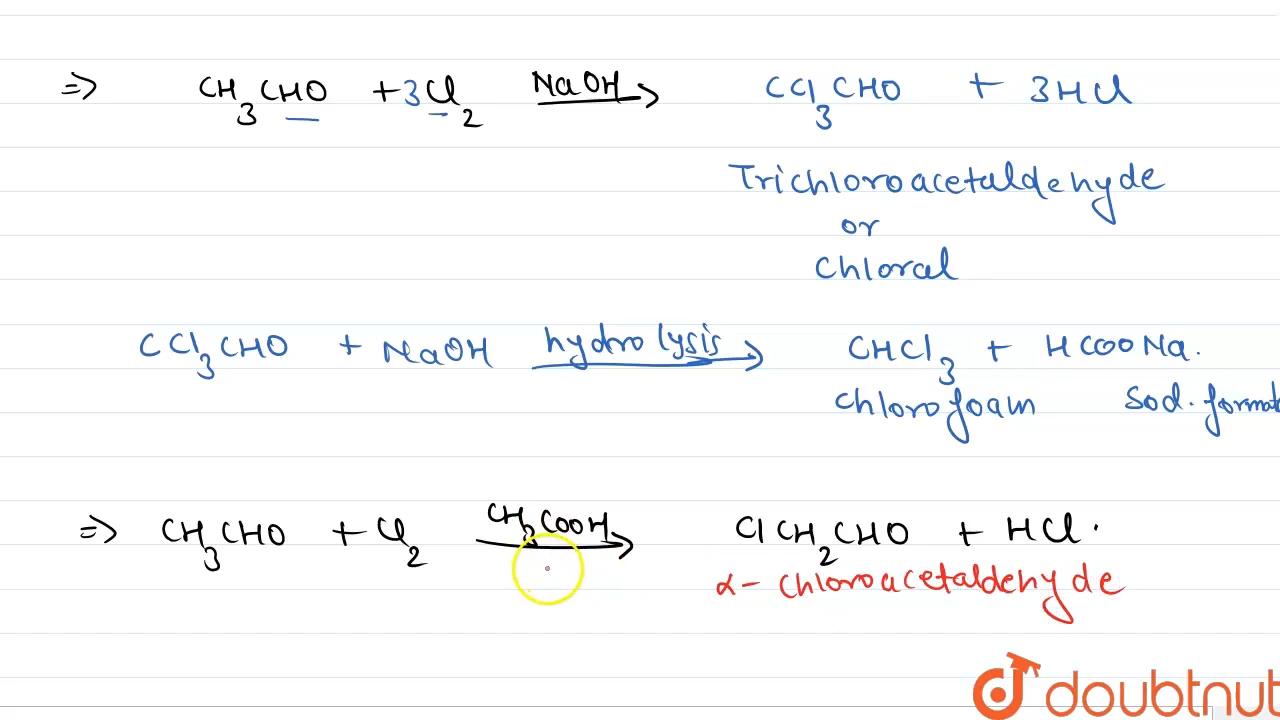 ⇒ CH₃CHO + 3Cl₂ NaOH → CCl₃CHO + 3HCl
Trichloroacetaldehyde
or
Chloral
CCl₃CHO + NaOH hydrolysis → CHCl₃ + HCOONa.
Chlorofoam Sod. formate
⇒ CH₃CHO + Cl₂ CH₃COOH → ClCH₂CHO + HCl.
α- Chloroacetaldehyde
doubtnut